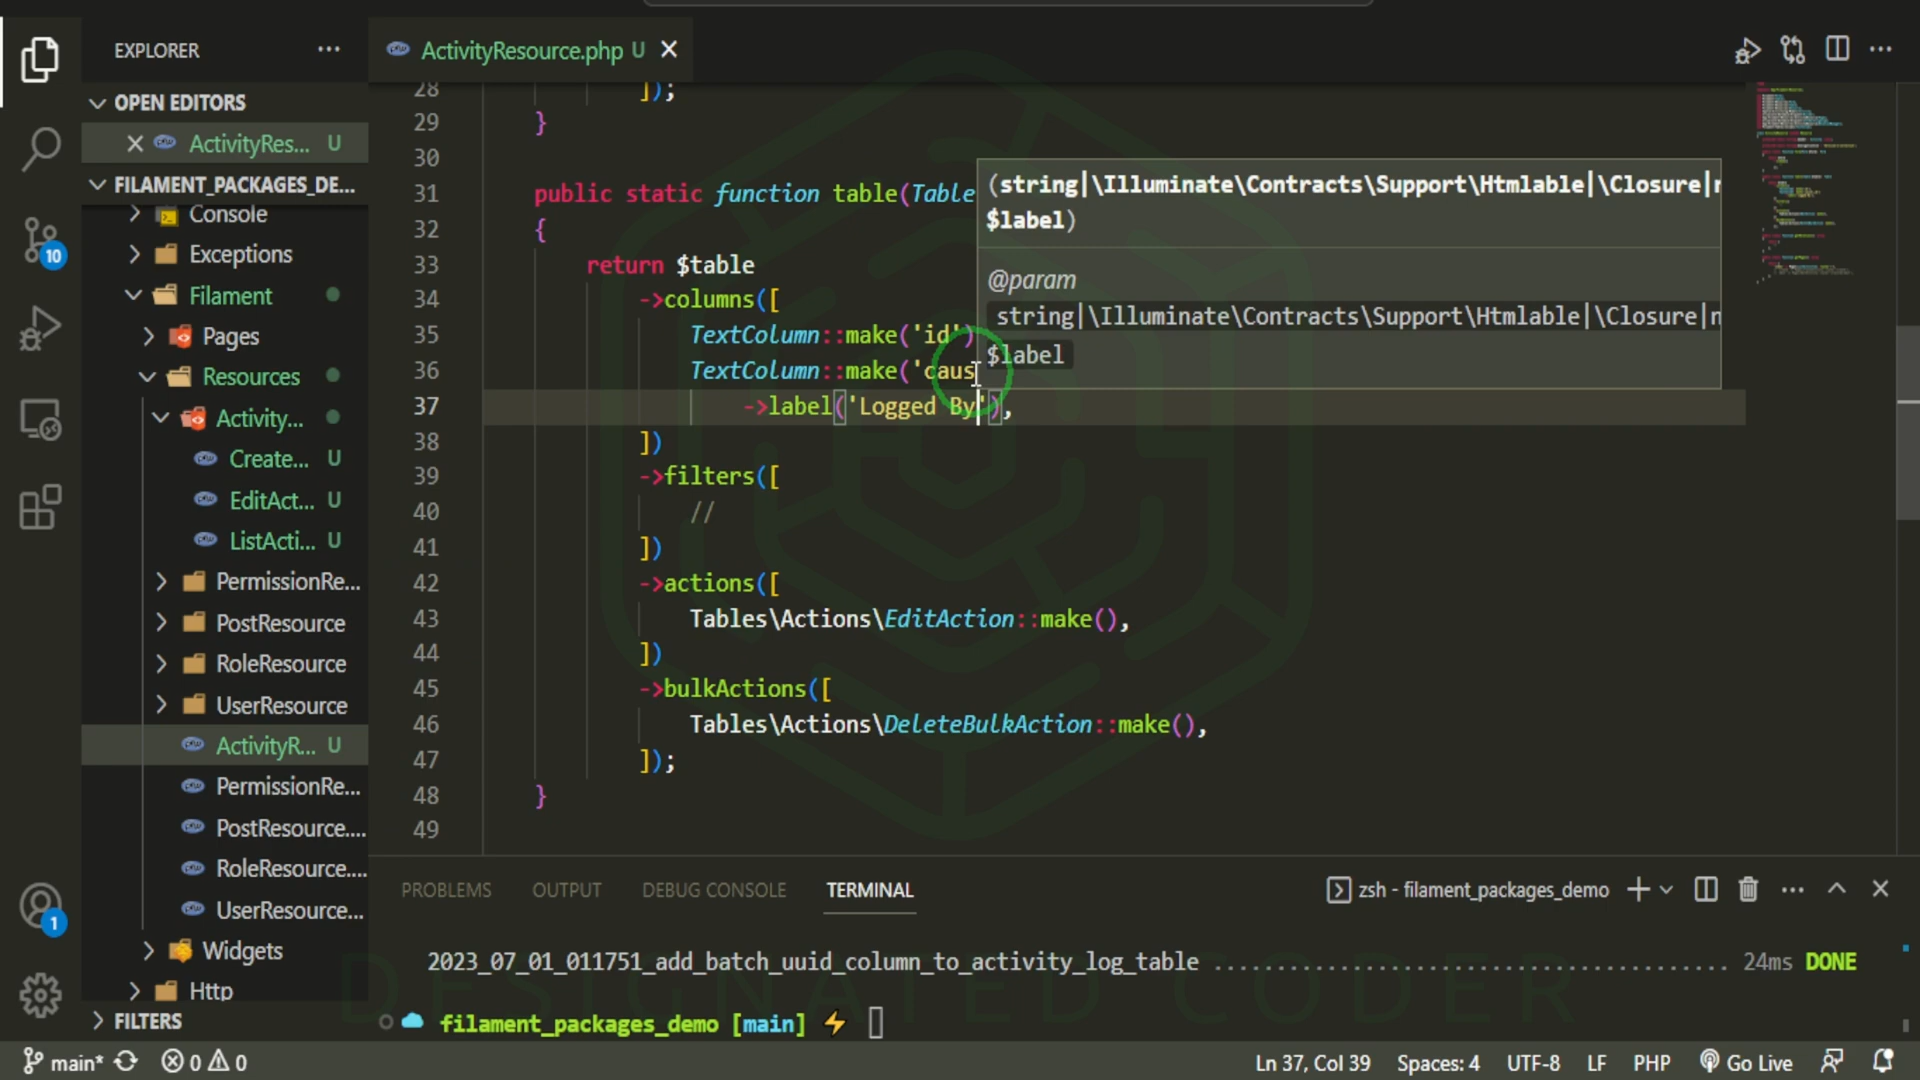 EXPLORER
ActivityResource.php U
OPEN EDITORS
ActivityRes... U
FILAMENT_PACKAGES_DE...
Console
Exceptions
Filament
Pages
Resources
Activity...
Create... U
EditAct... U
ListActi... U
PermissionRe...
PostResource
RoleResource
UserResource
ActivityR... U
PermissionRe...
PostResource....
RoleResource....
UserResource...
Widgets
Http
FILTERS
10
1
28 ]);
29 }
30
31 public static function table(Table
32 {
33 return $table
34 ->columns([
35 TextColumn::make('id')
36 TextColumn::make('caus
37 ->label('Logged By'),
38 ])
39 ->filters([
40 //
41 ])
42 ->actions([
43 Tables\Actions\EditAction::make(),
44 ])
45 ->bulkActions([
46 Tables\Actions\DeleteBulkAction::make(),
47 ]);
48 }
49
(string|\Illuminate\Contracts\Support\Htmlable|\Closure|
$label)
@param
string|\Illuminate\Contracts\Support\Htmlable|\Closure|
$label
PROBLEMS OUTPUT DEBUG CONSOLE TERMINAL
zsh - filament_packages_demo
2023_07_01_011751_add_batch_uuid_column_to_activity_log_table ........................................ 24ms DONE
DESIGNATED CODER
filament_packages_demo [main]
main* 0 0
Ln 37, Col 39 Spaces: 4 UTF-8 LF PHP Go Live